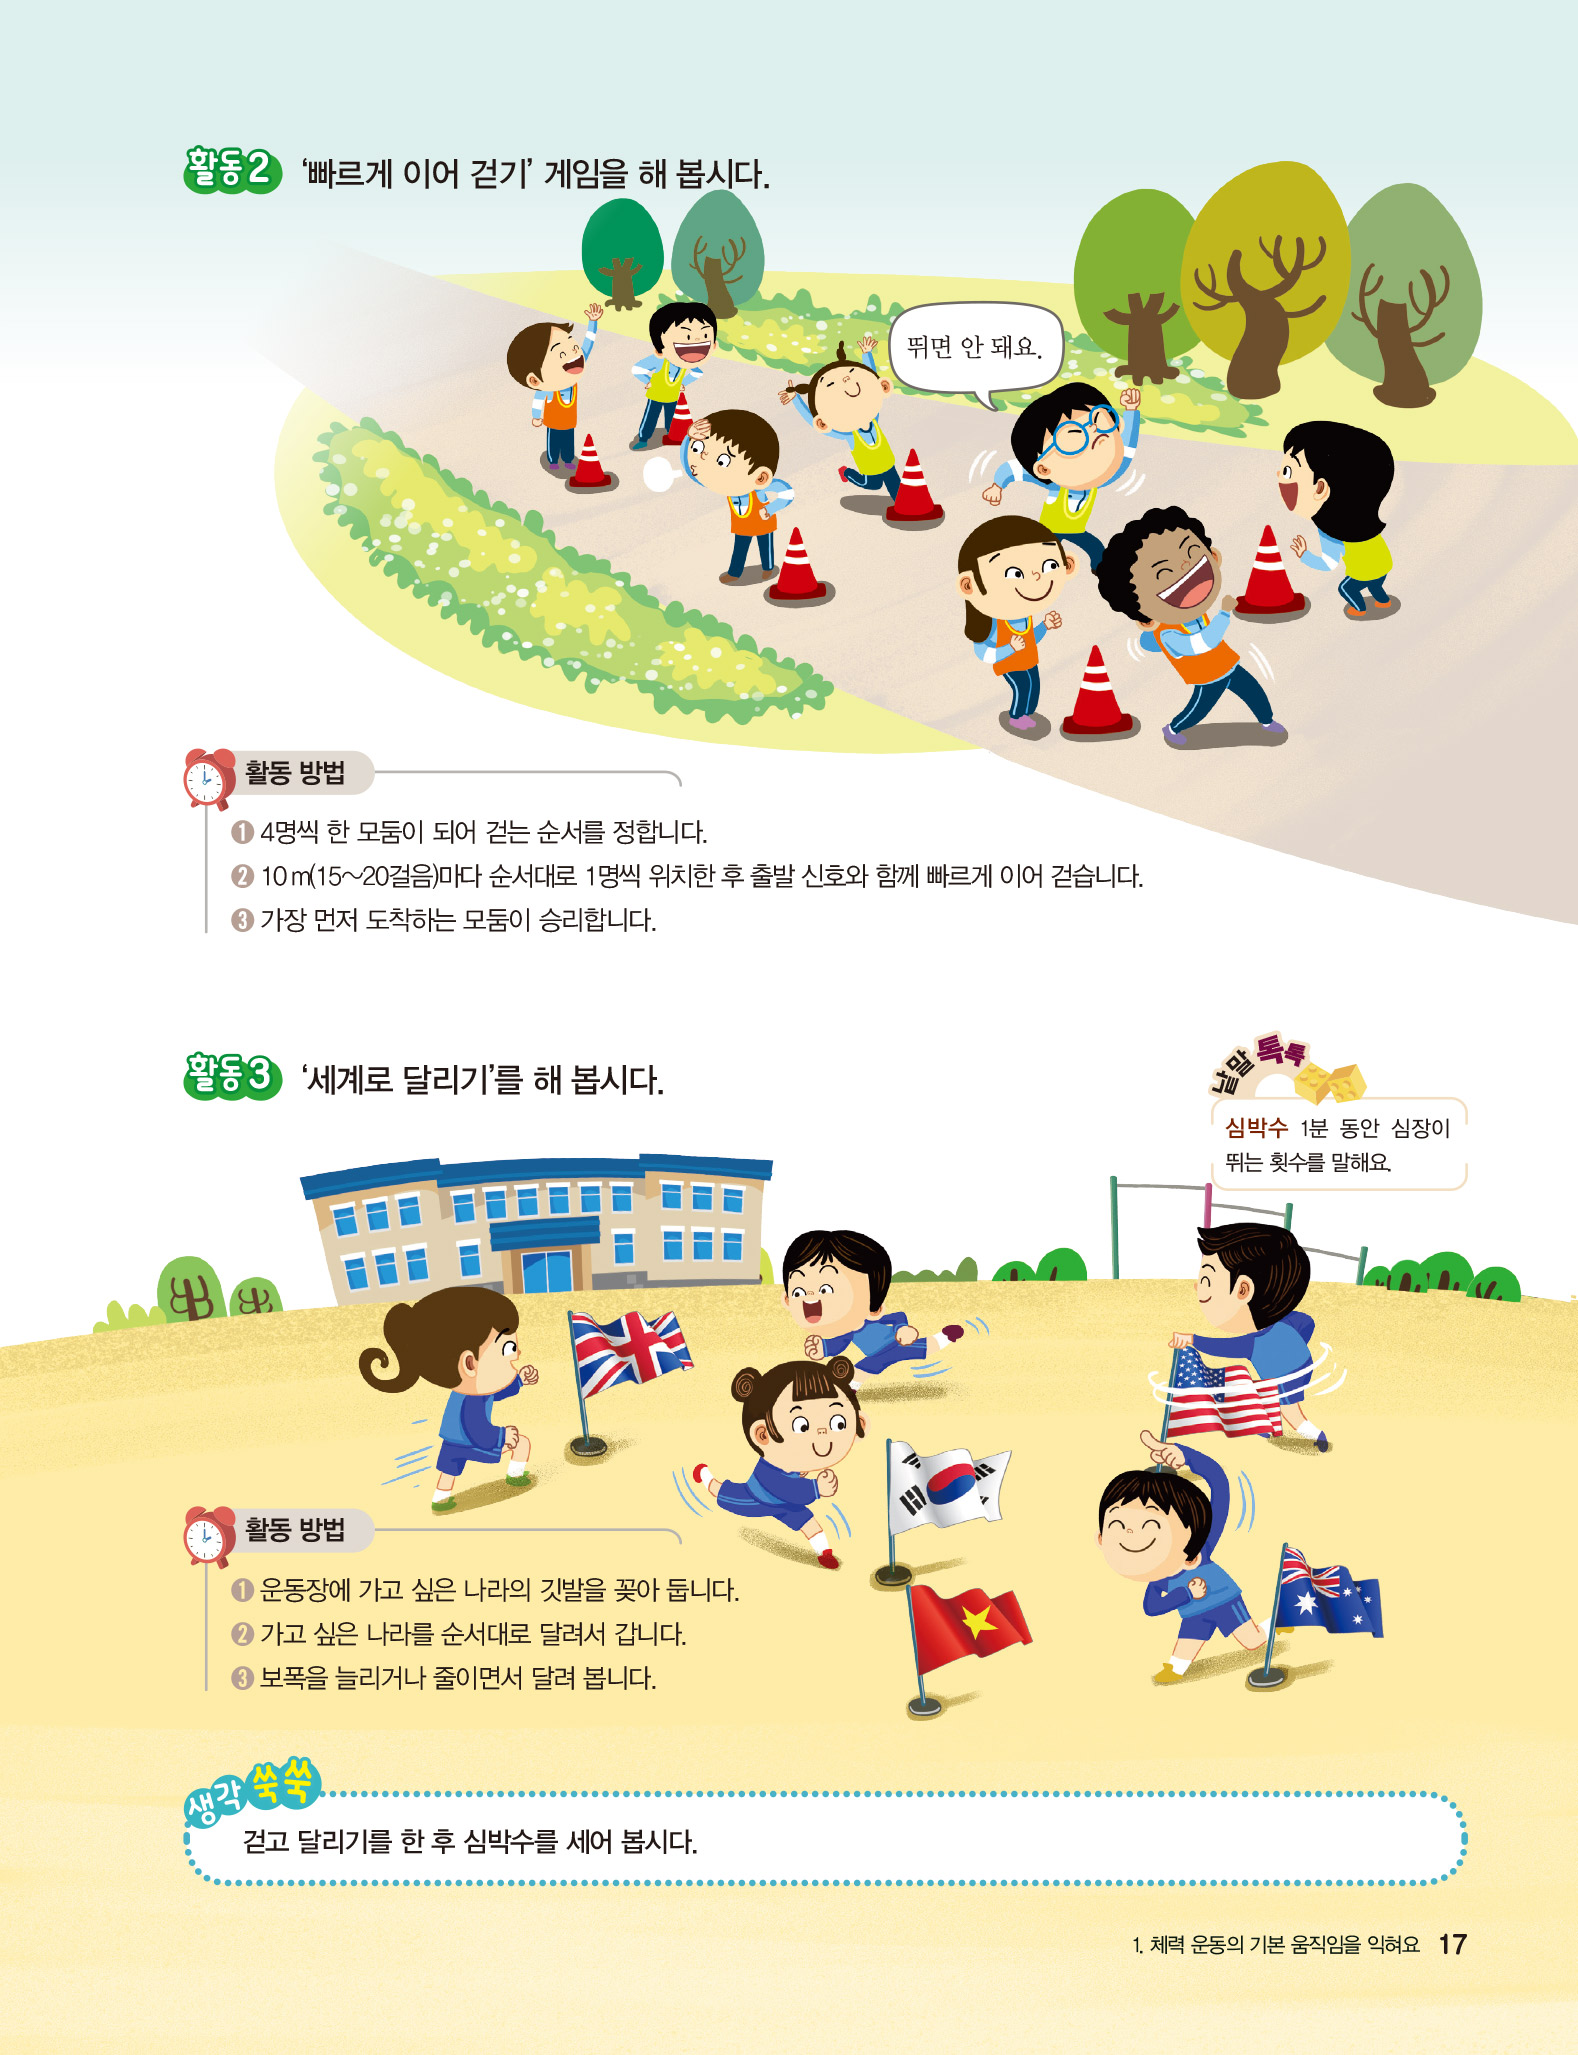 활동2 ‘빠르게 이어 걷기’ 게임을 해 봅시다.
뛰면 안 돼요.
활동 방법
❶ 4명씩 한 모둠이 되어 걷는 순서를 정합니다.
❷ 10 m(15～20걸음)마다 순서대로 1명씩 위치한 후 출발 신호와 함께 빠르게 이어 걷습니다.
❸ 가장 먼저 도착하는 모둠이 승리합니다.
활동3 ‘세계로 달리기’를 해 봅시다.
낱말 톡톡
심박수 1분 동안 심장이
뛰는 횟수를 말해요.
활동 방법
❶ 운동장에 가고 싶은 나라의 깃발을 꽂아 둡니다.
❷ 가고 싶은 나라를 순서대로 달려서 갑니다.
❸ 보폭을 늘리거나 줄이면서 달려 봅니다.
생각 쑥쑥
걷고 달리기를 한 후 심박수를 세어 봅시다.
1. 체력 운동의 기본 움직임을 익혀요 17